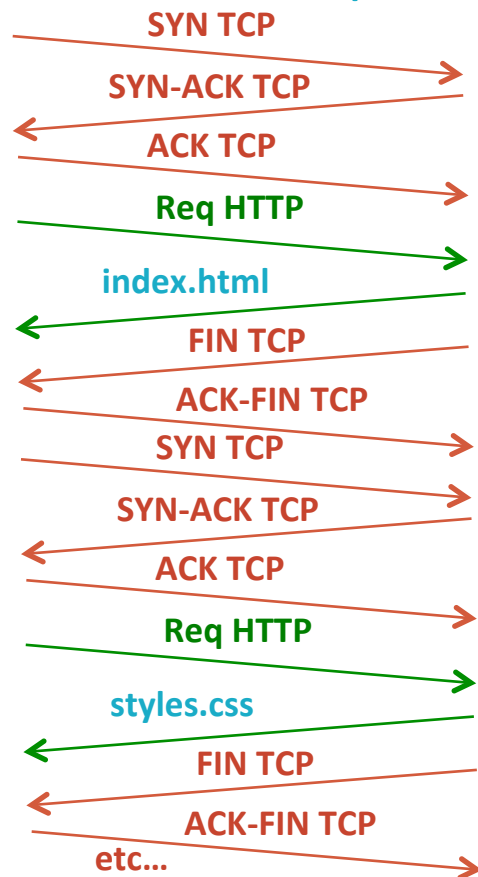 SYN TCP
SYN-ACK TCP
ACK TCP
Req HTTP
index.html
FIN TCP
ACK-FIN TCP
SYN TCP
SYN-ACK TCP
ACK TCP
Req HTTP
styles.css
FIN TCP
ACK-FIN TCP
etc...